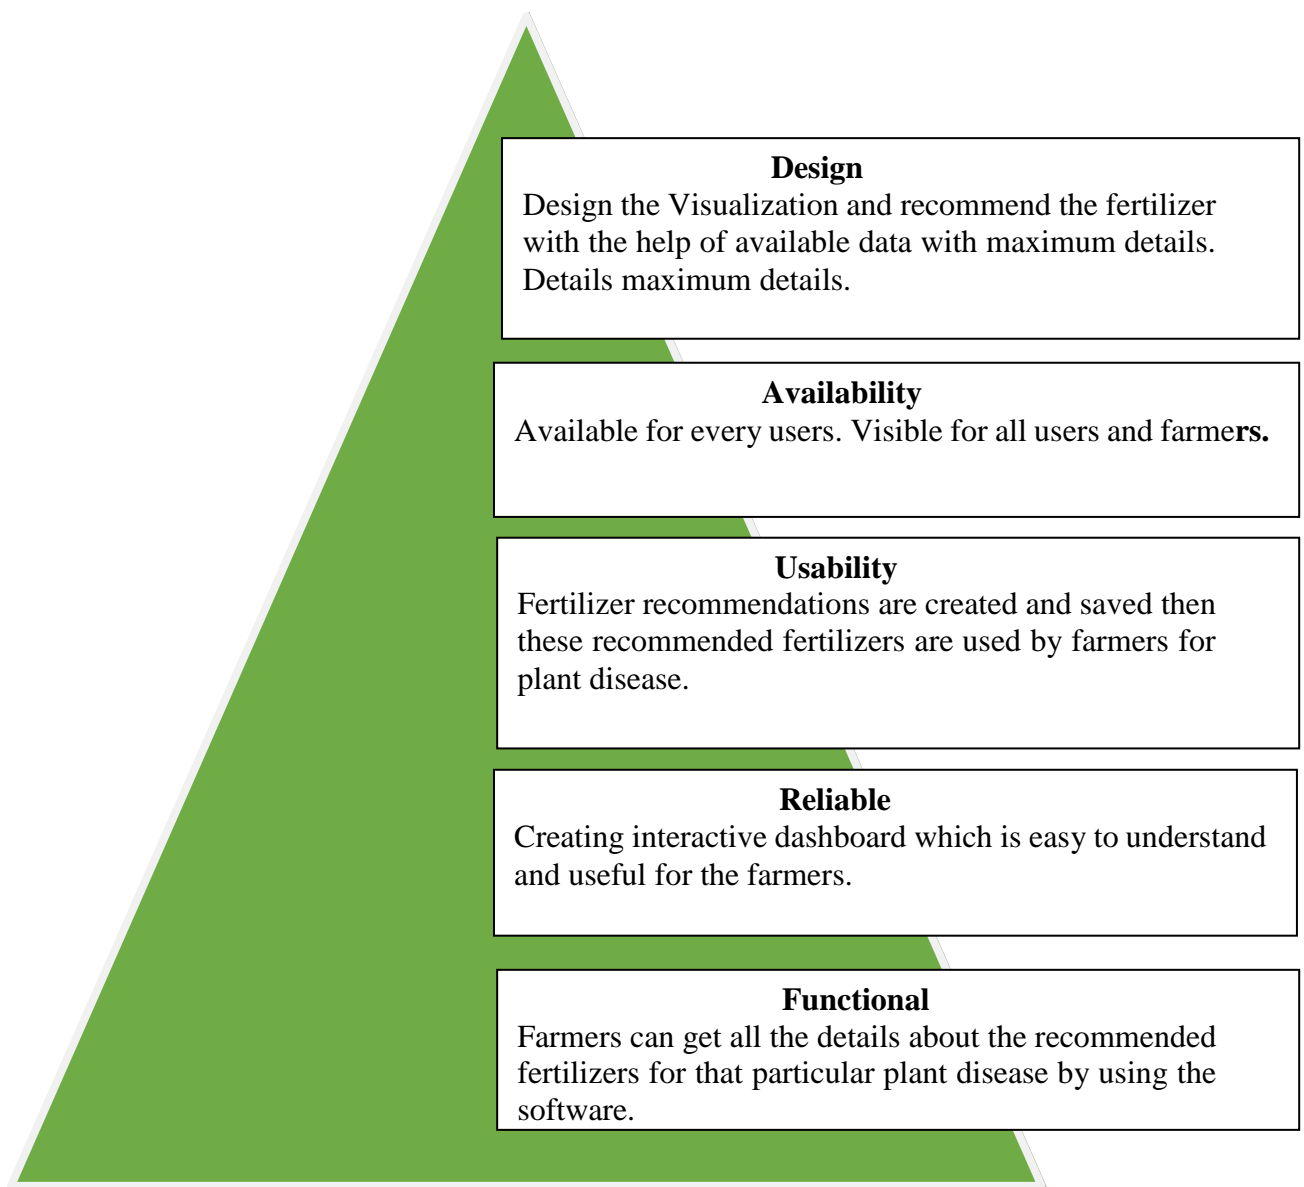 Design
Design the Visualization and recommend the fertilizer
with the help of available data with maximum details.
Details maximum details.
Availability
Available for every users. Visible for all users and farmers.
Usability
Fertilizer recommendations are created and saved then
these recommended fertilizers are used by farmers for
plant disease.
Reliable
Creating interactive dashboard which is easy to understand
and useful for the farmers.
Functional
Farmers can get all the details about the recommended
fertilizers for that particular plant disease by using the
software.